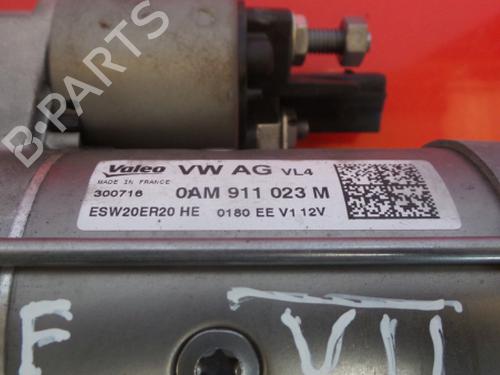 B-PARTS
Valeo VW AG VL4
MADE IN FRANCE
300716 0AM 911 023 M
ESW20ER20 HE 0180 EE V1 12V
F VII